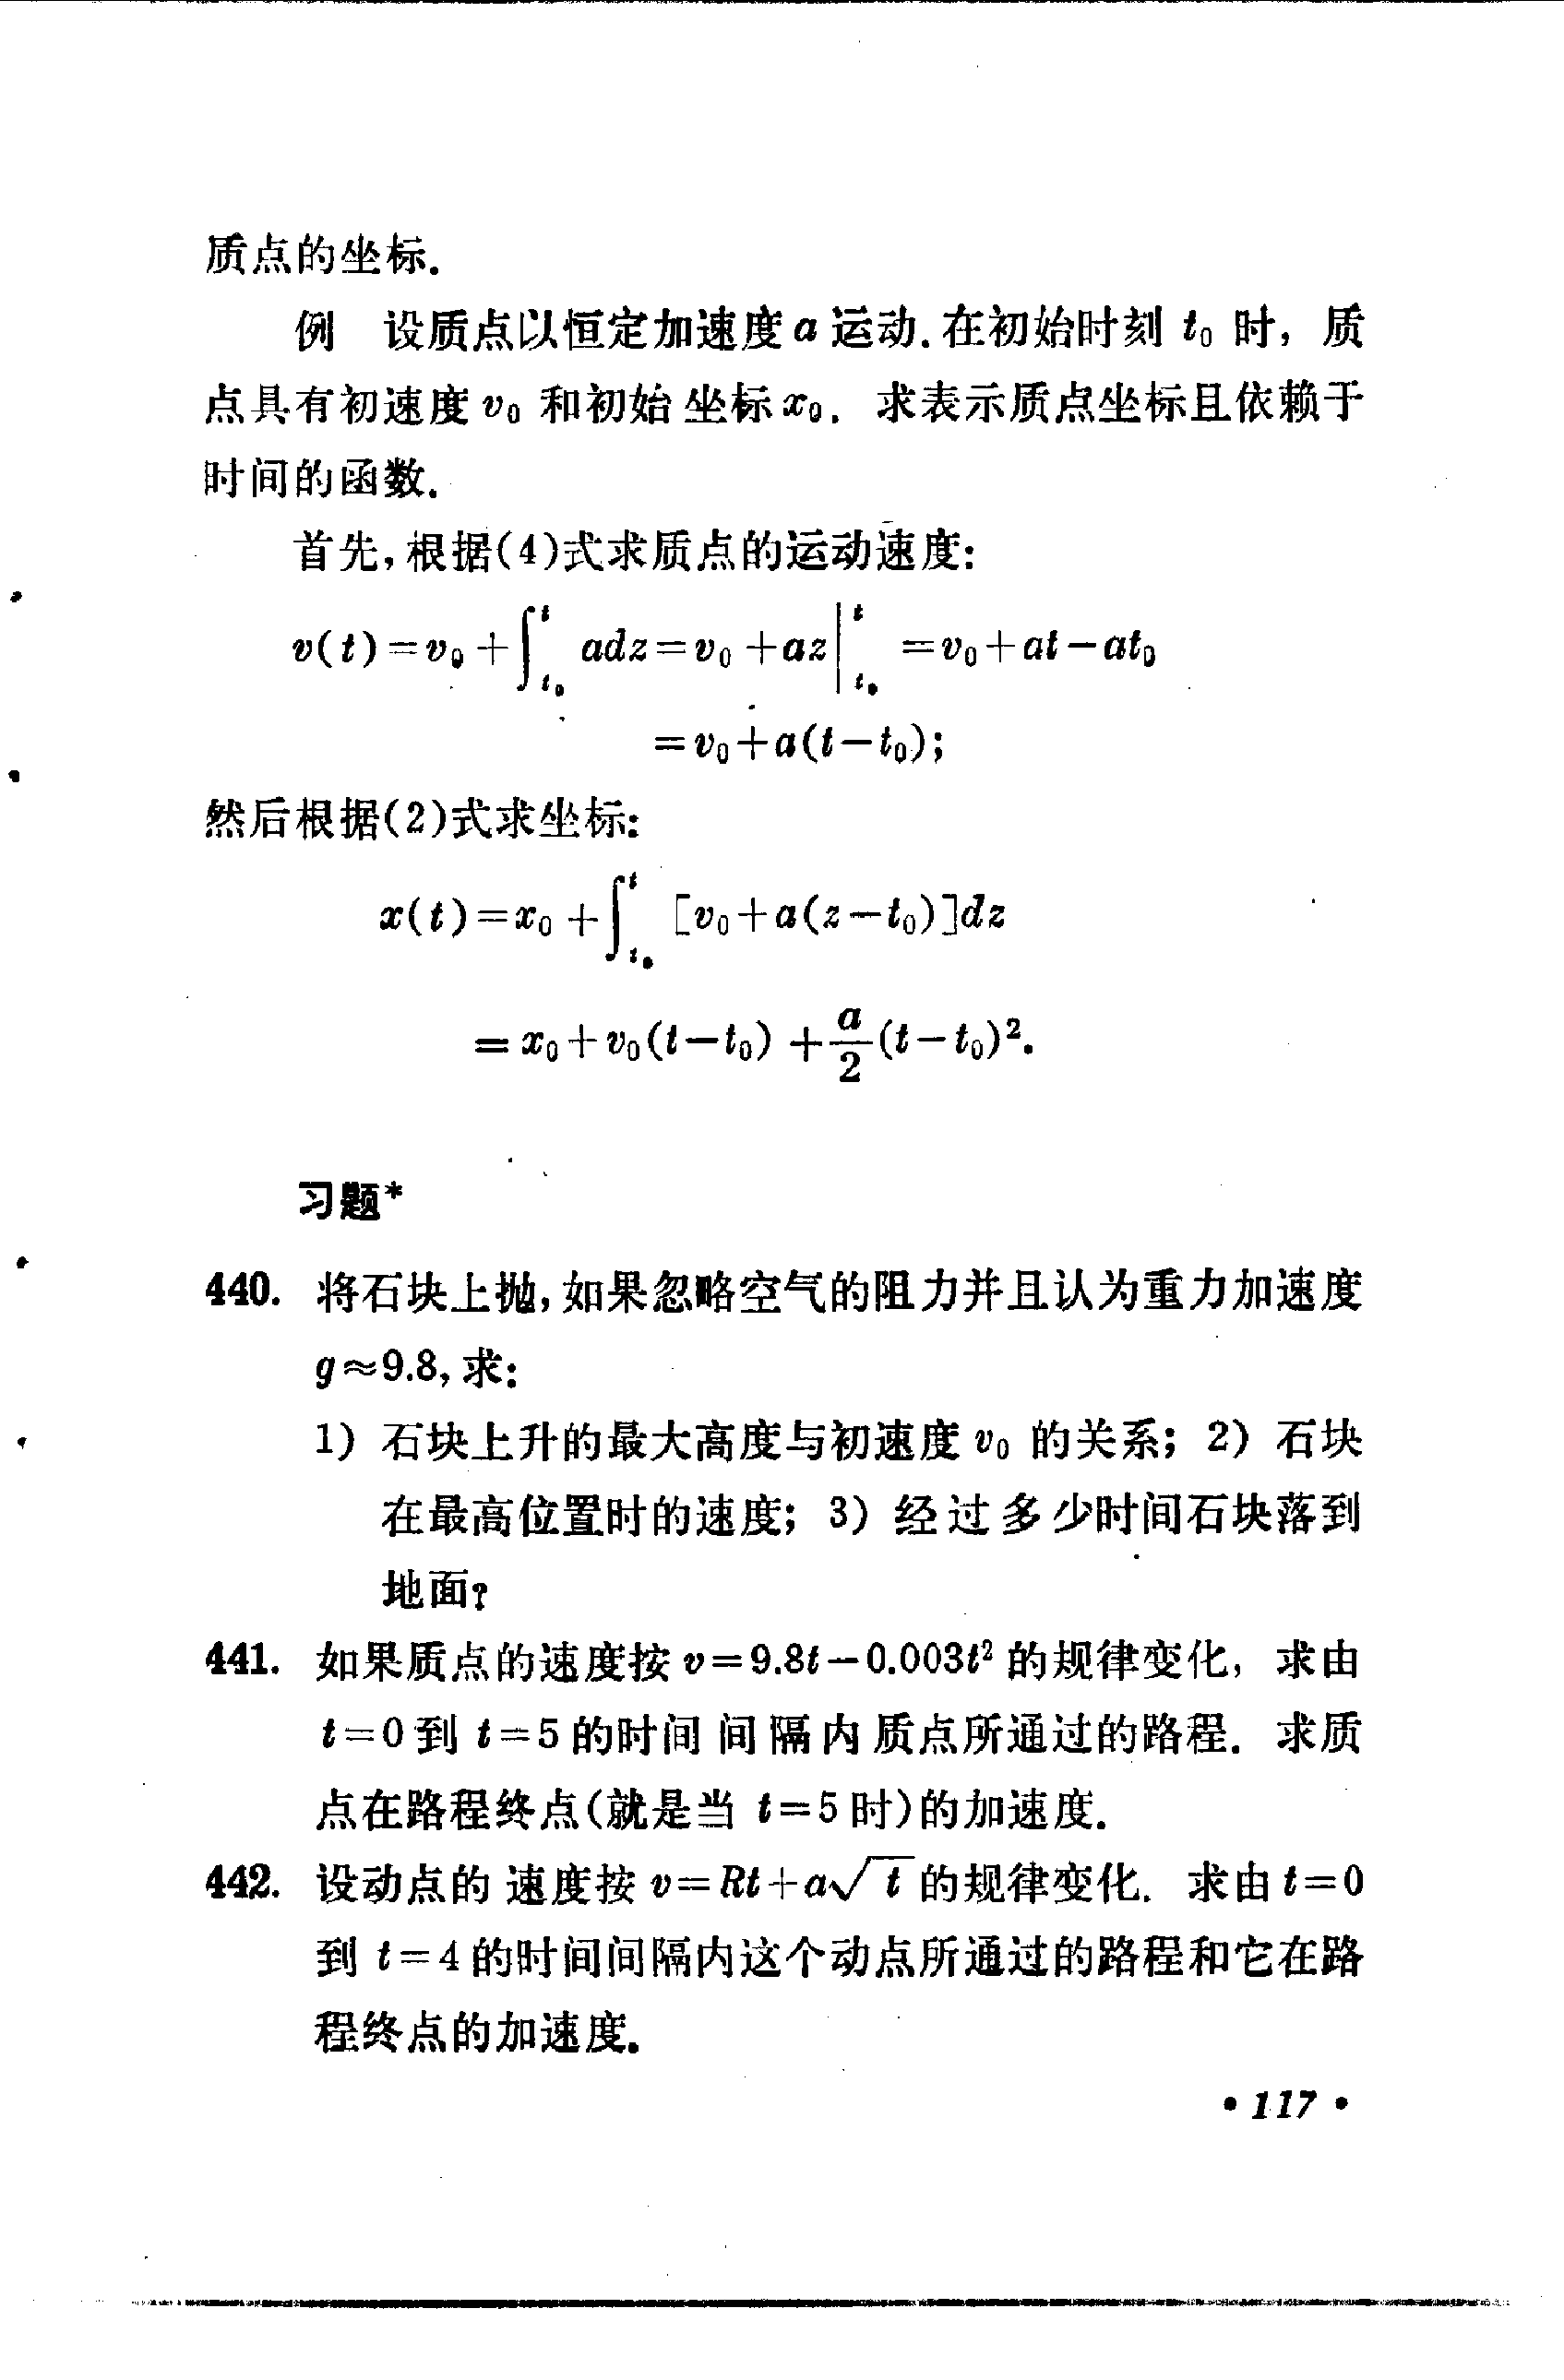 质点的坐标.
例　设质点以恒定加速度 a 运动.在初始时刻 t₀ 时, 质
点具有初速度 v₀ 和初始坐标 x₀. 求表示质点坐标且依赖于
时间的函数.
首先,根据(4)式求质点的运动速度:
v(t)=v₀+∫_{t₀}^{t} adz=v₀+az|_{t₀}^{t}=v₀+at-at₀
=v₀+a(t-t₀);
然后根据(2)式求坐标:
x(t)=x₀+∫_{t₀}^{t} [v₀+a(z-t₀)]dz
=x₀+v₀(t-t₀)+\frac{a}{2}(t-t₀)².
习题*
440. 将石块上抛,如果忽略空气的阻力并且认为重力加速度
g≈9.8, 求:
1) 石块上升的最大高度与初速度 v₀ 的关系; 2) 石块
在最高位置时的速度; 3) 经过多少时间石块落到
地面?
441. 如果质点的速度按 v=9.8t-0.003t² 的规律变化, 求由
t=0 到 t=5 的时间间隔内质点所通过的路程. 求质
点在路程终点(就是当 t=5 时)的加速度.
442. 设动点的速度按 v=Rt+a√t 的规律变化. 求由 t=0
到 t=4 的时间间隔内这个动点所通过的路程和它在路
程终点的加速度.
• 117 •